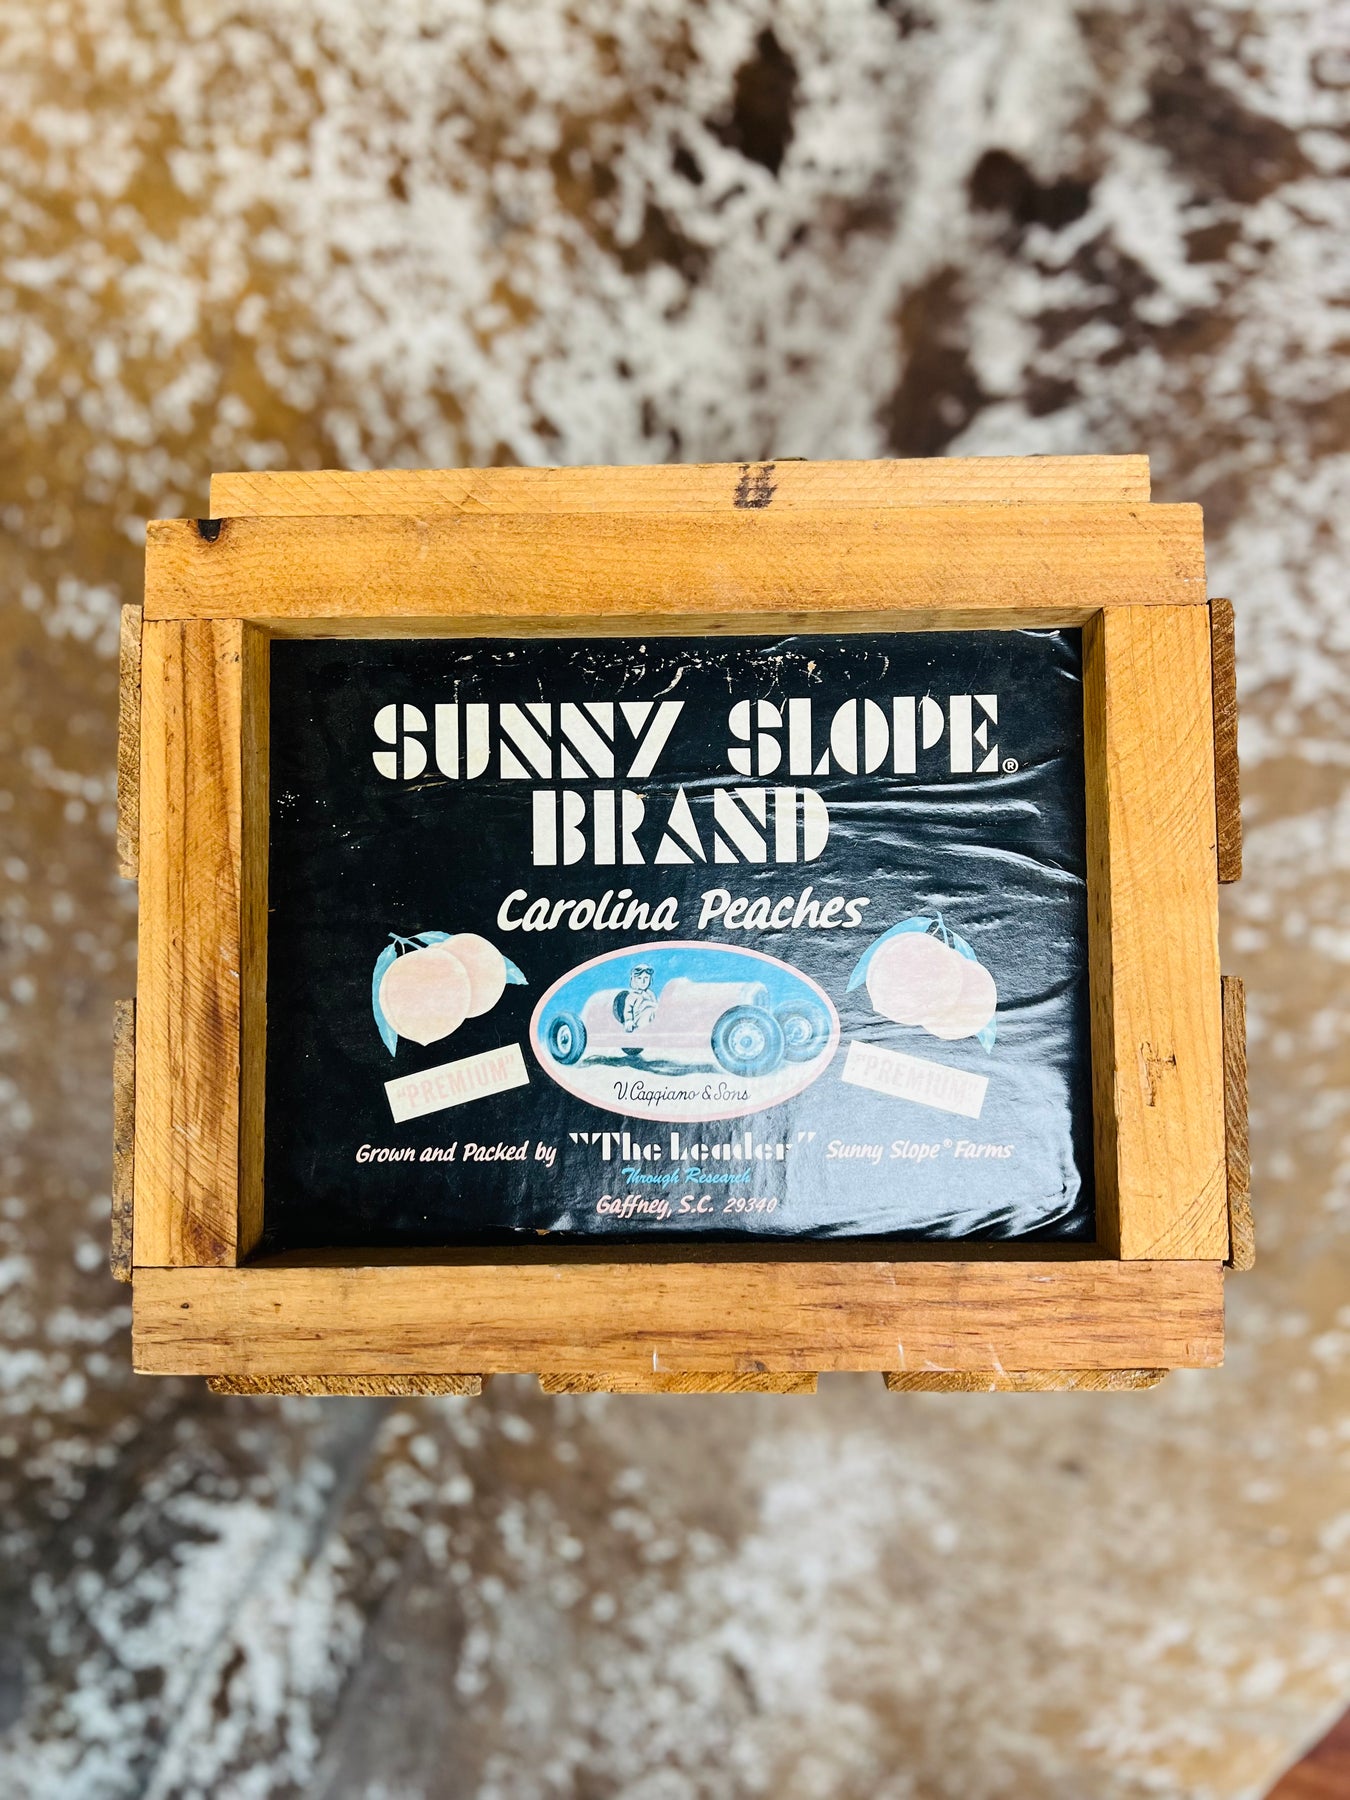 SUNNY SLOPE®
BRAND
Carolina Peaches
"PREMIUM"
V. Caggiano & Sons
"PREMIUM"
Grown and Packed by "The Leader" Sunny Slope® Farms
Through Research
Gaffney, S.C. 29340